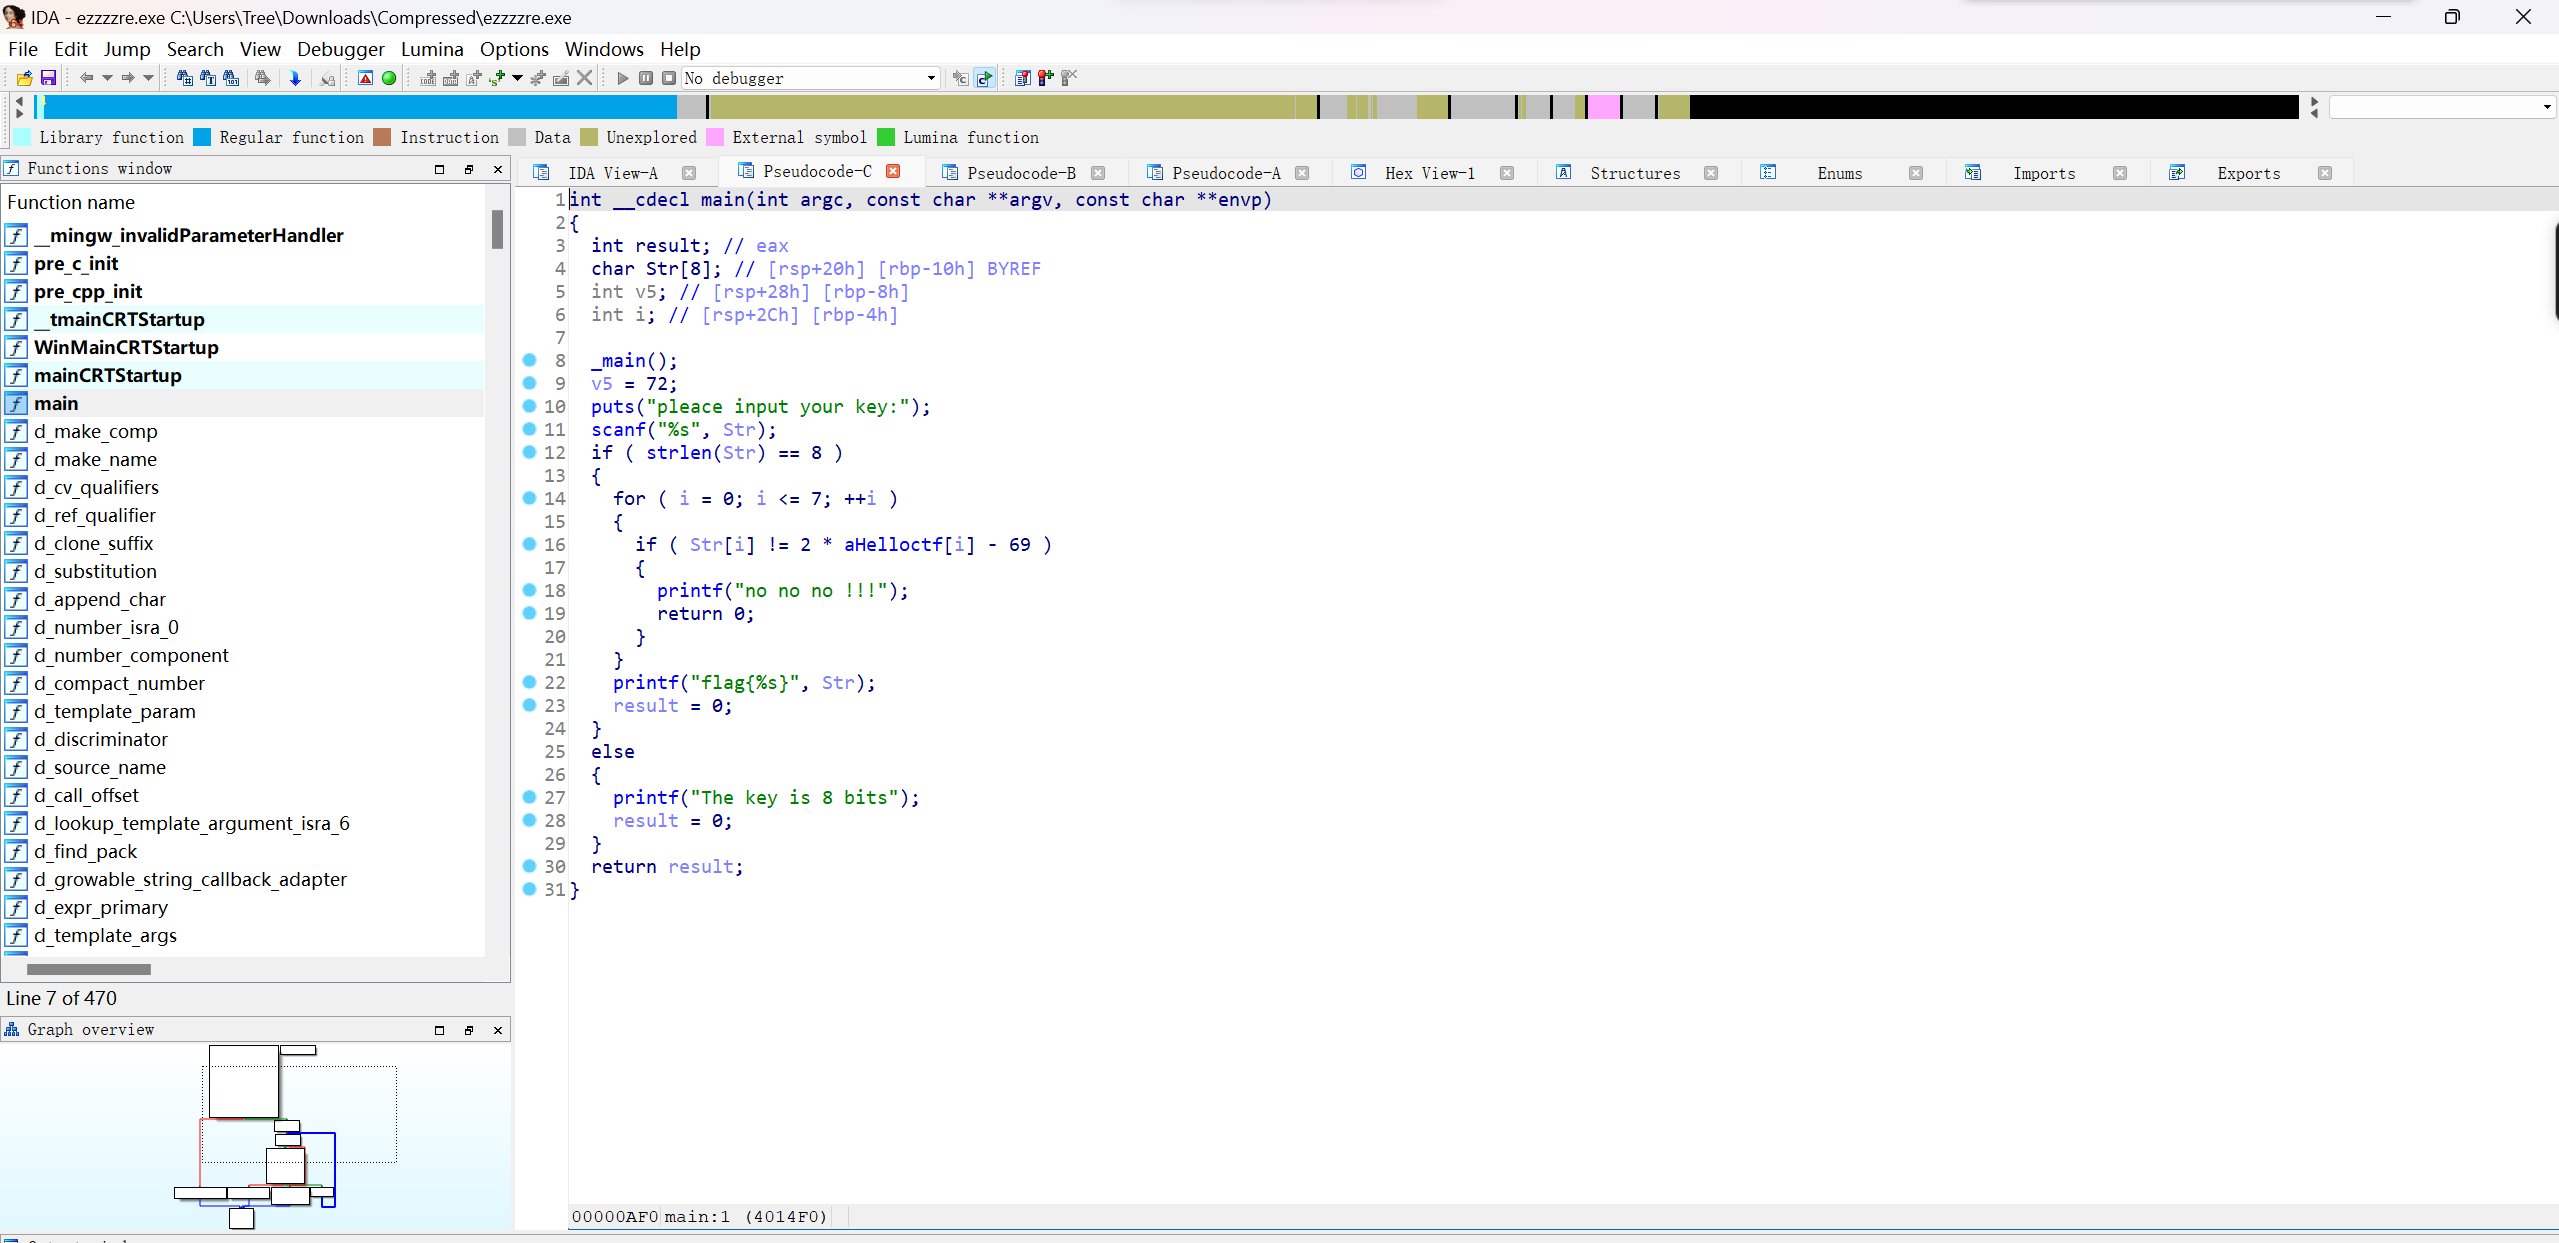 IDA - ezzzzre.exe C:\Users\Tree\Downloads\Compressed\ezzzzre.exe
File Edit Jump Search View Debugger Lumina Options Windows Help
No debugger
Library function Regular function Instruction Data Unexplored External symbol Lumina function
Functions window
Function name
__mingw_invalidParameterHandler
pre_c_init
pre_cpp_init
__tmainCRTStartup
WinMainCRTStartup
mainCRTStartup
main
d_make_comp
d_make_name
d_cv_qualifiers
d_ref_qualifier
d_clone_suffix
d_substitution
d_append_char
d_number_isra_0
d_number_component
d_compact_number
d_template_param
d_discriminator
d_source_name
d_call_offset
d_lookup_template_argument_isra_6
d_find_pack
d_growable_string_callback_adapter
d_expr_primary
d_template_args
Line 7 of 470
Graph overview
IDA View-A Pseudocode-C Pseudocode-B Pseudocode-A Hex View-1 Structures Enums Imports Exports
1 int __cdecl main(int argc, const char **argv, const char **envp)
2 {
3 int result; // eax
4 char Str[8]; // [rsp+20h] [rbp-10h] BYREF
5 int v5; // [rsp+28h] [rbp-8h]
6 int i; // [rsp+2Ch] [rbp-4h]
7
8 _main();
9 v5 = 72;
10 puts("pleace input your key:");
11 scanf("%s", Str);
12 if ( strlen(Str) == 8 )
13 {
14 for ( i = 0; i <= 7; ++i )
15 {
16 if ( Str[i] != 2 * aHelloctf[i] - 69 )
17 {
18 printf("no no no !!!");
19 return 0;
20 }
21 }
22 printf("flag{%s}", Str);
23 result = 0;
24 }
25 else
26 {
27 printf("The key is 8 bits");
28 result = 0;
29 }
30 return result;
31 }
00000AF0 main:1 (4014F0)